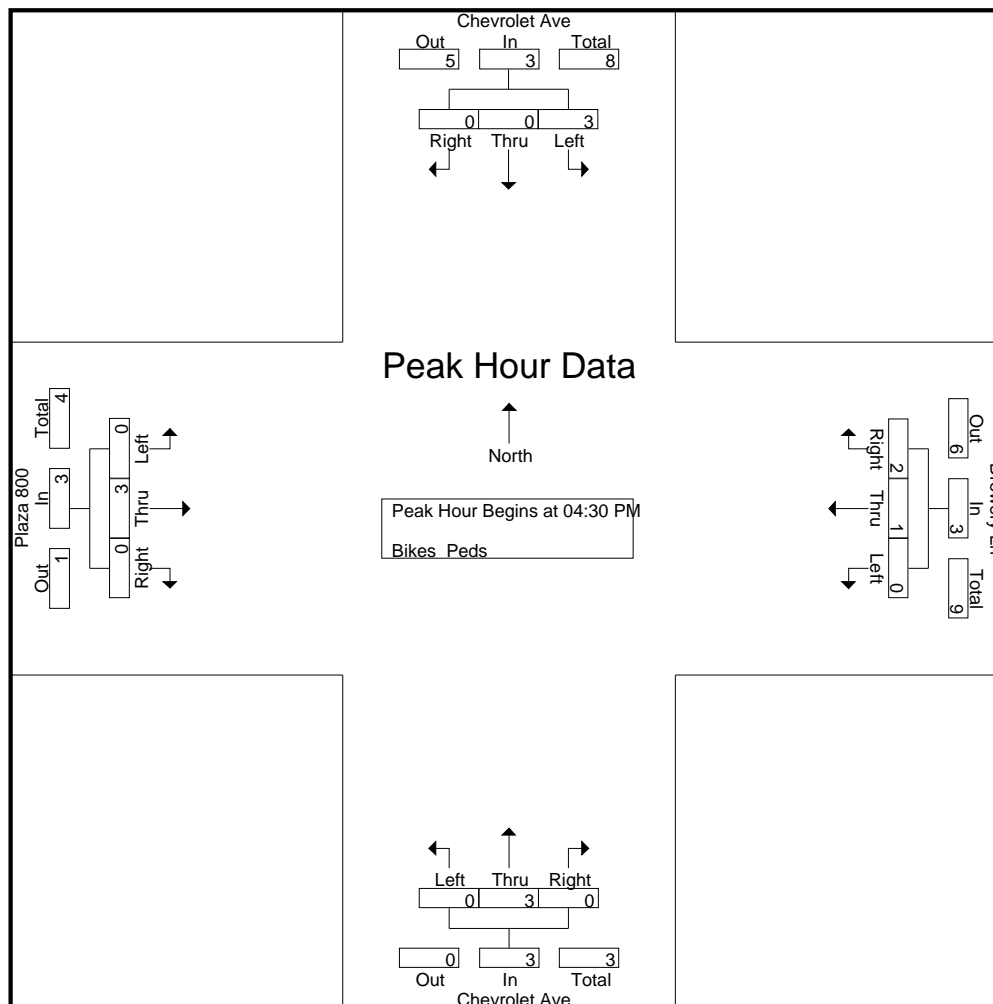 Chevrolet Ave
Out In Total
5 3 8
0 0 3
Right Thru Left
Peak Hour Data
North
Peak Hour Begins at 04:30 PM
Bikes Peds
Plaza 800
Total In Out
4 3 1
0 3 0
Left Thru Right
Right Thru Left
2 1 0
Out In Total
6 3 9
Left Thru Right
0 3 0
0 3 3
Out In Total
Chevrolet Ave